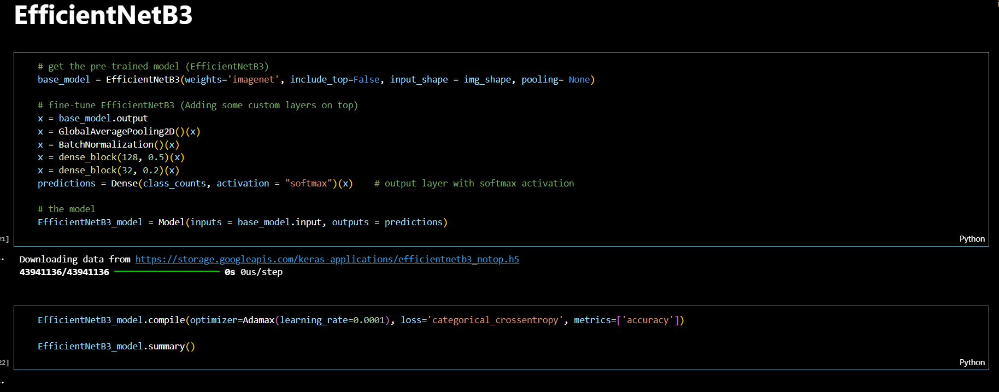 EfficientNetB3
# get the pre-trained model (EfficientNetB3)
base_model = EfficientNetB3(weights='imagenet', include_top=False, input_shape = img_shape, pooling= None)
# fine-tune EfficientNetB3 (Adding some custom layers on top)
x = base_model.output
x = GlobalAveragePooling2D()(x)
x = BatchNormalization()(x)
x = dense_block(128, 0.5)(x)
x = dense_block(32, 0.2)(x)
predictions = Dense(class_counts, activation = "softmax")(x)    # output layer with softmax activation
# the model
EfficientNetB3_model = Model(inputs = base_model.input, outputs = predictions)
21]
Python
Downloading data from https://storage.googleapis.com/keras-applications/efficientnetb3_notop.h5
43941136/43941136 ━━━━━━━━━━━━━━━━━━━━ 0s 0us/step
EfficientNetB3_model.compile(optimizer=Adamax(learning_rate=0.0001), loss='categorical_crossentropy', metrics=['accuracy'])
EfficientNetB3_model.summary()
22]
Python